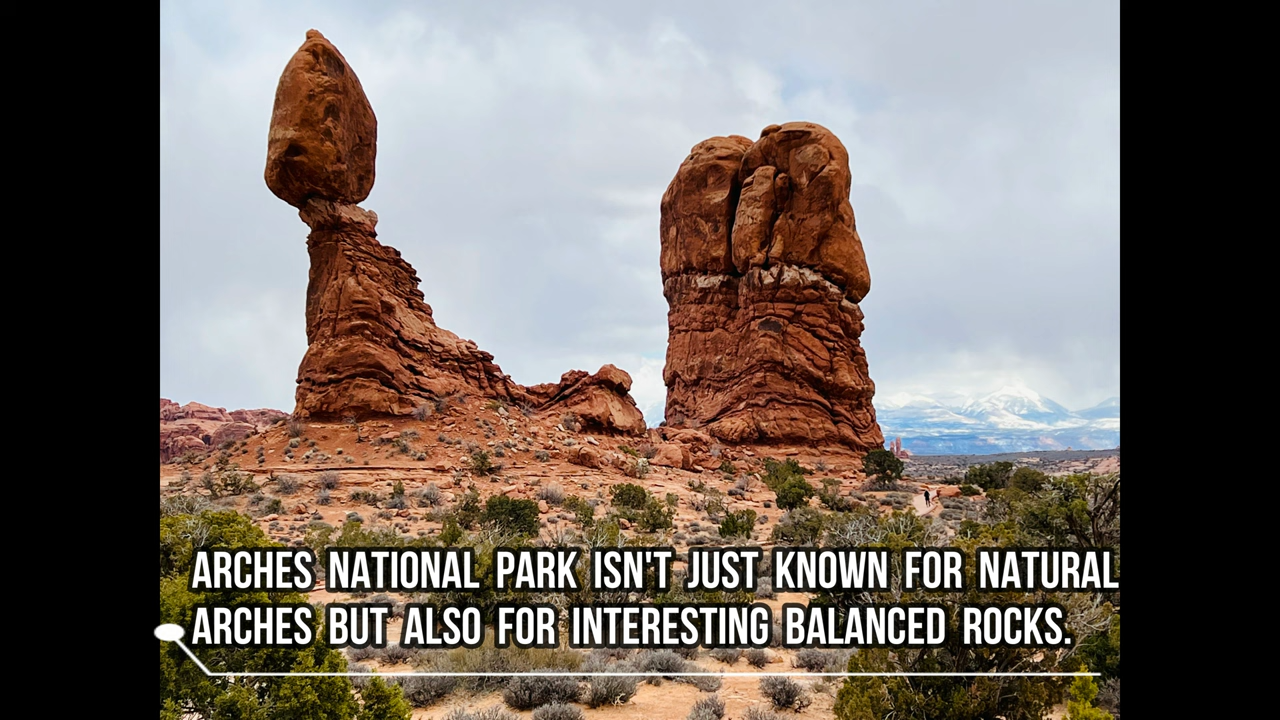 ARCHES NATIONAL PARK ISN'T JUST KNOWN FOR NATURAL
ARCHES BUT ALSO FOR INTERESTING BALANCED ROCKS.